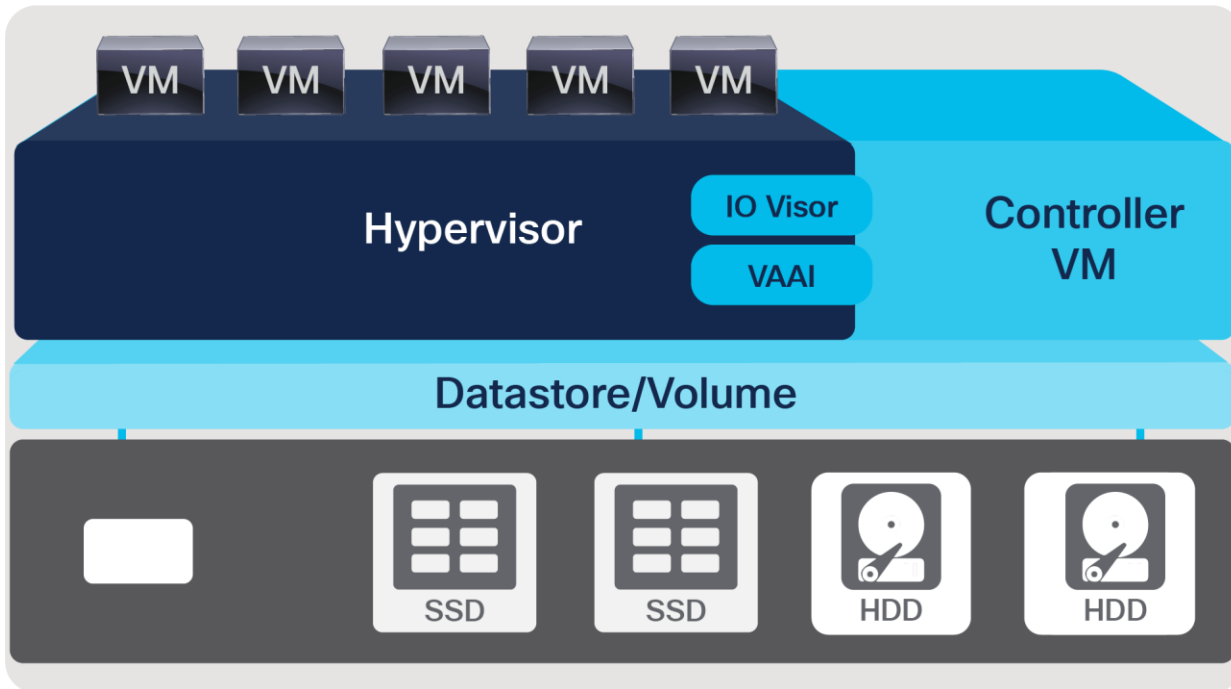 VM
VM
VM
VM
VM
Hypervisor
IO Visor
VAAI
Controller
VM
Datastore/Volume
SSD
SSD
HDD
HDD